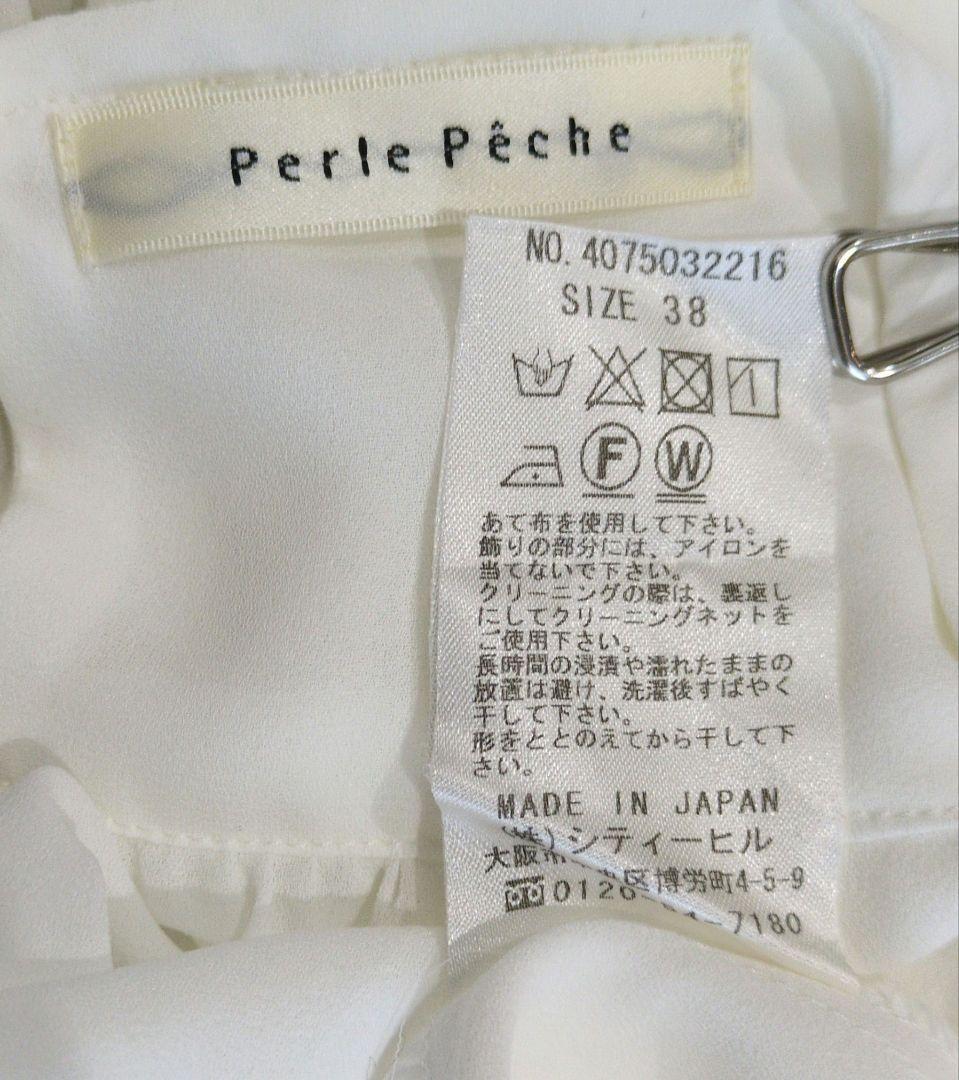 Perle Pêche
NO. 4075032216
SIZE 38
F W
あて布を使用して下さい。
飾りの部分には、アイロンを
当てないで下さい。
クリーニングの際は、裏返し
にしてクリーニングネットを
ご使用下さい。
長時間の浸漬や濡れたままの
放置は避け、洗濯後すばやく
干して下さい。
形をととのえてから干して下
さい。
MADE IN JAPAN
(株)シティーヒル
大阪市 区博労町4-5-9
0120- -7180